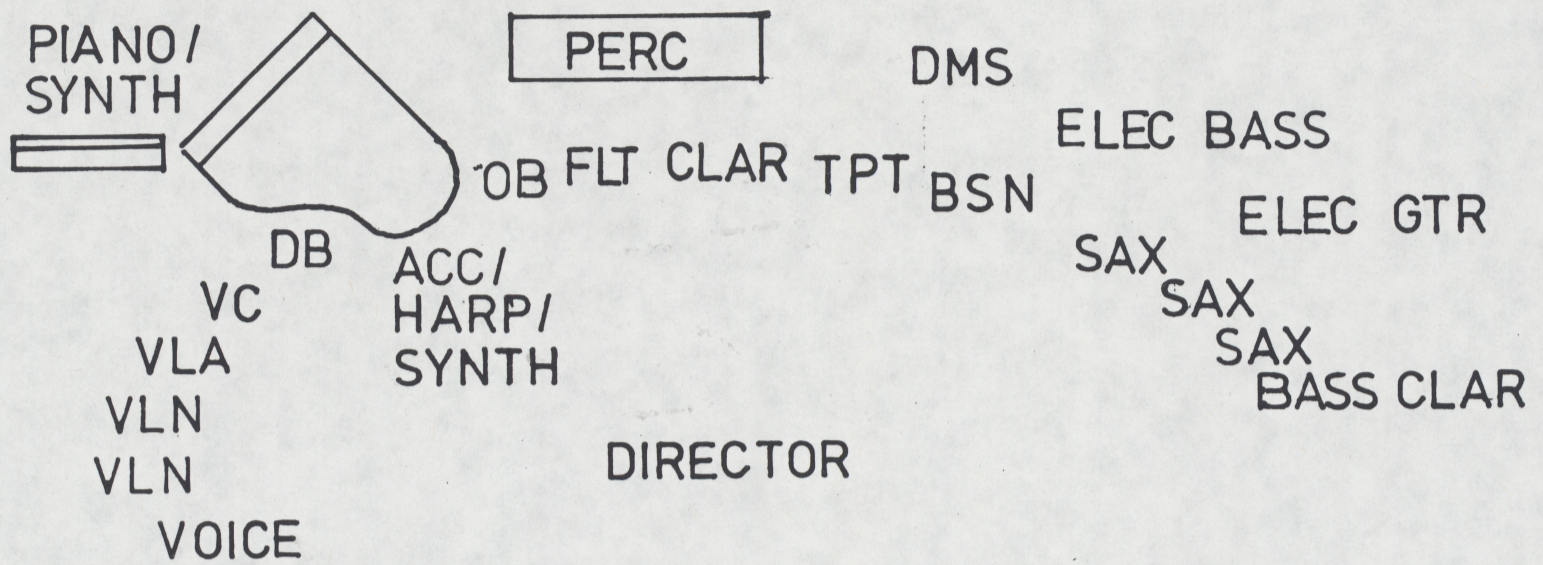 PIANO/
SYNTH
PERC
DMS
ELEC BASS
OB FLT CLAR TPT BSN
ELEC GTR
DB
ACC/
HARP/
SYNTH
SAX
SAX
SAX
BASS CLAR
VC
VLA
VLN
VLN
DIRECTOR
VOICE